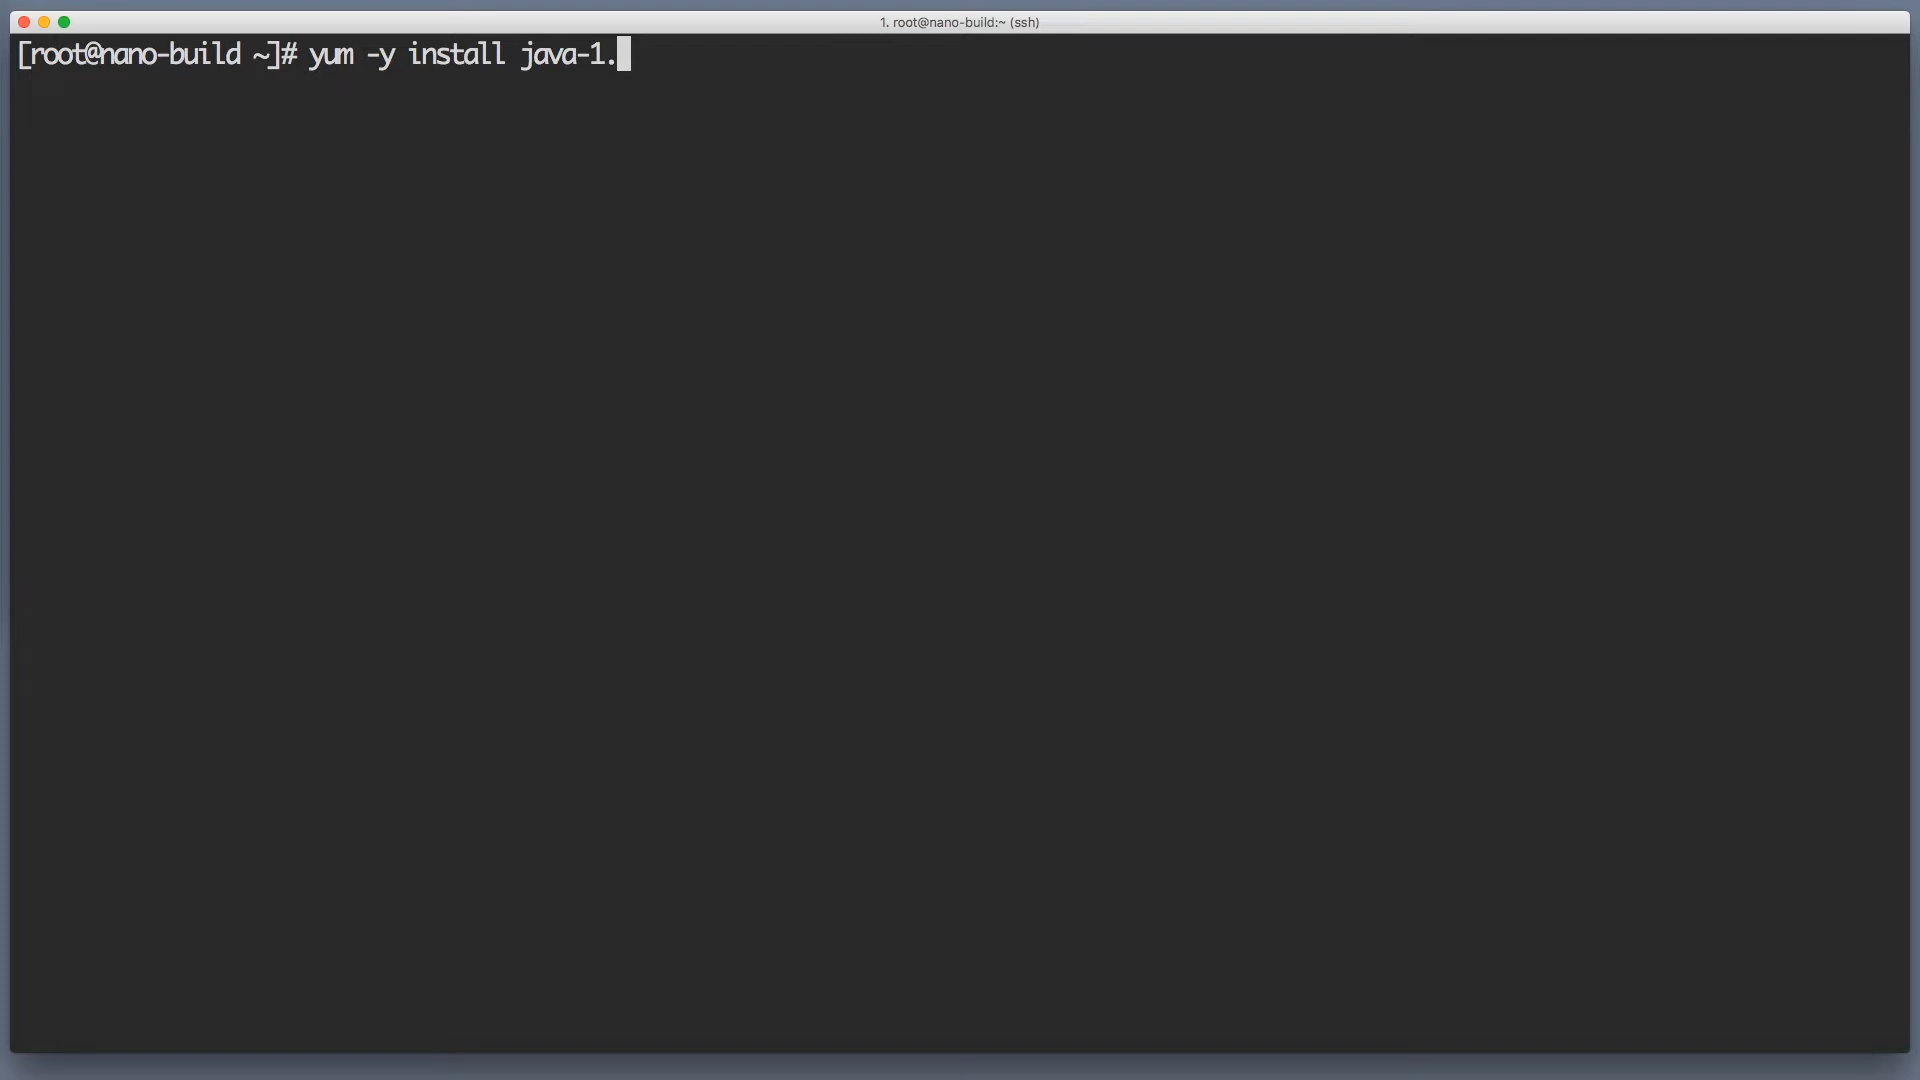 1. root@nano-build:~ (ssh)
[root@nano-build ~]# yum -y install java-1.